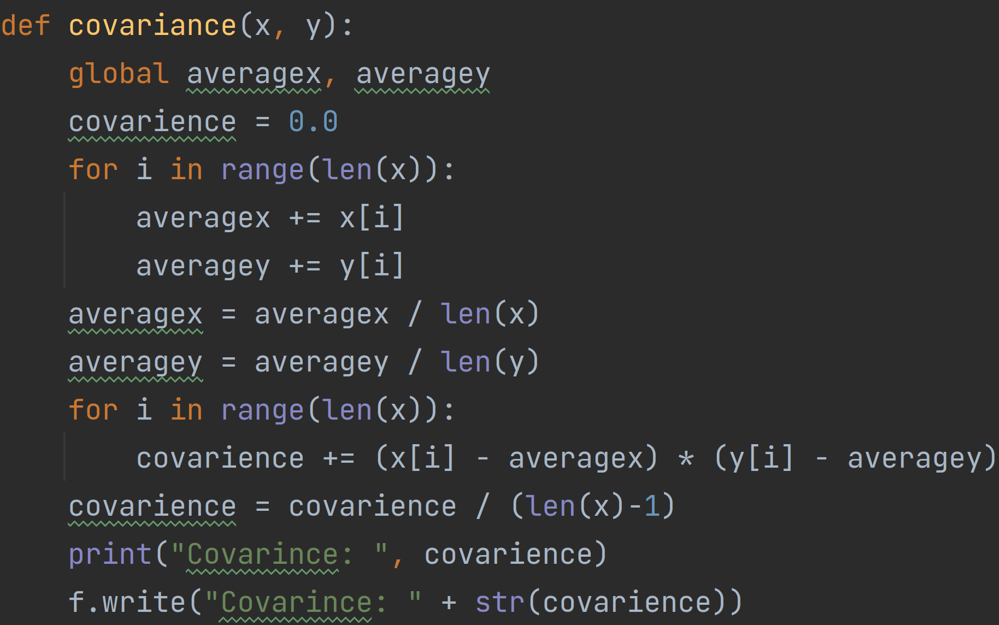 def covariance(x, y):
    global averagex, averagey
    covarience = 0.0
    for i in range(len(x)):
        averagex += x[i]
        averagey += y[i]
    averagex = averagex / len(x)
    averagey = averagey / len(y)
    for i in range(len(x)):
        covarience += (x[i] - averagex) * (y[i] - averagey)
    covarience = covarience / (len(x)-1)
    print("Covarince: ", covarience)
    f.write("Covarince: " + str(covarience))